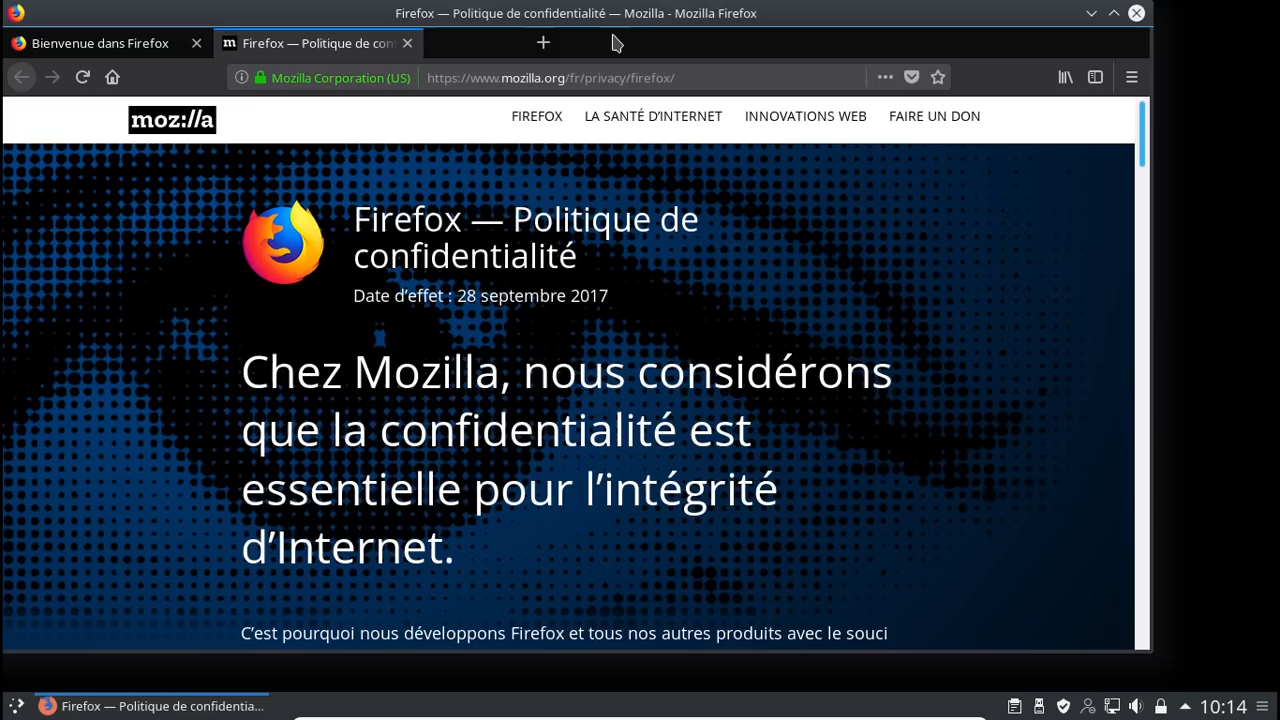 Firefox — Politique de confidentialité — Mozilla - Mozilla Firefox
Bienvenue dans Firefox
m Firefox — Politique de con
Mozilla Corporation (US) https://www.mozilla.org/fr/privacy/firefox/
moz://a FIREFOX LA SANTÉ D'INTERNET INNOVATIONS WEB FAIRE UN DON
Firefox — Politique de
confidentialité
Date d’effet : 28 septembre 2017
Chez Mozilla, nous considérons
que la confidentialité est
essentielle pour l’intégrité
d’Internet.
C’est pourquoi nous développons Firefox et tous nos autres produits avec le souci
Firefox — Politique de confidentia...
10:14